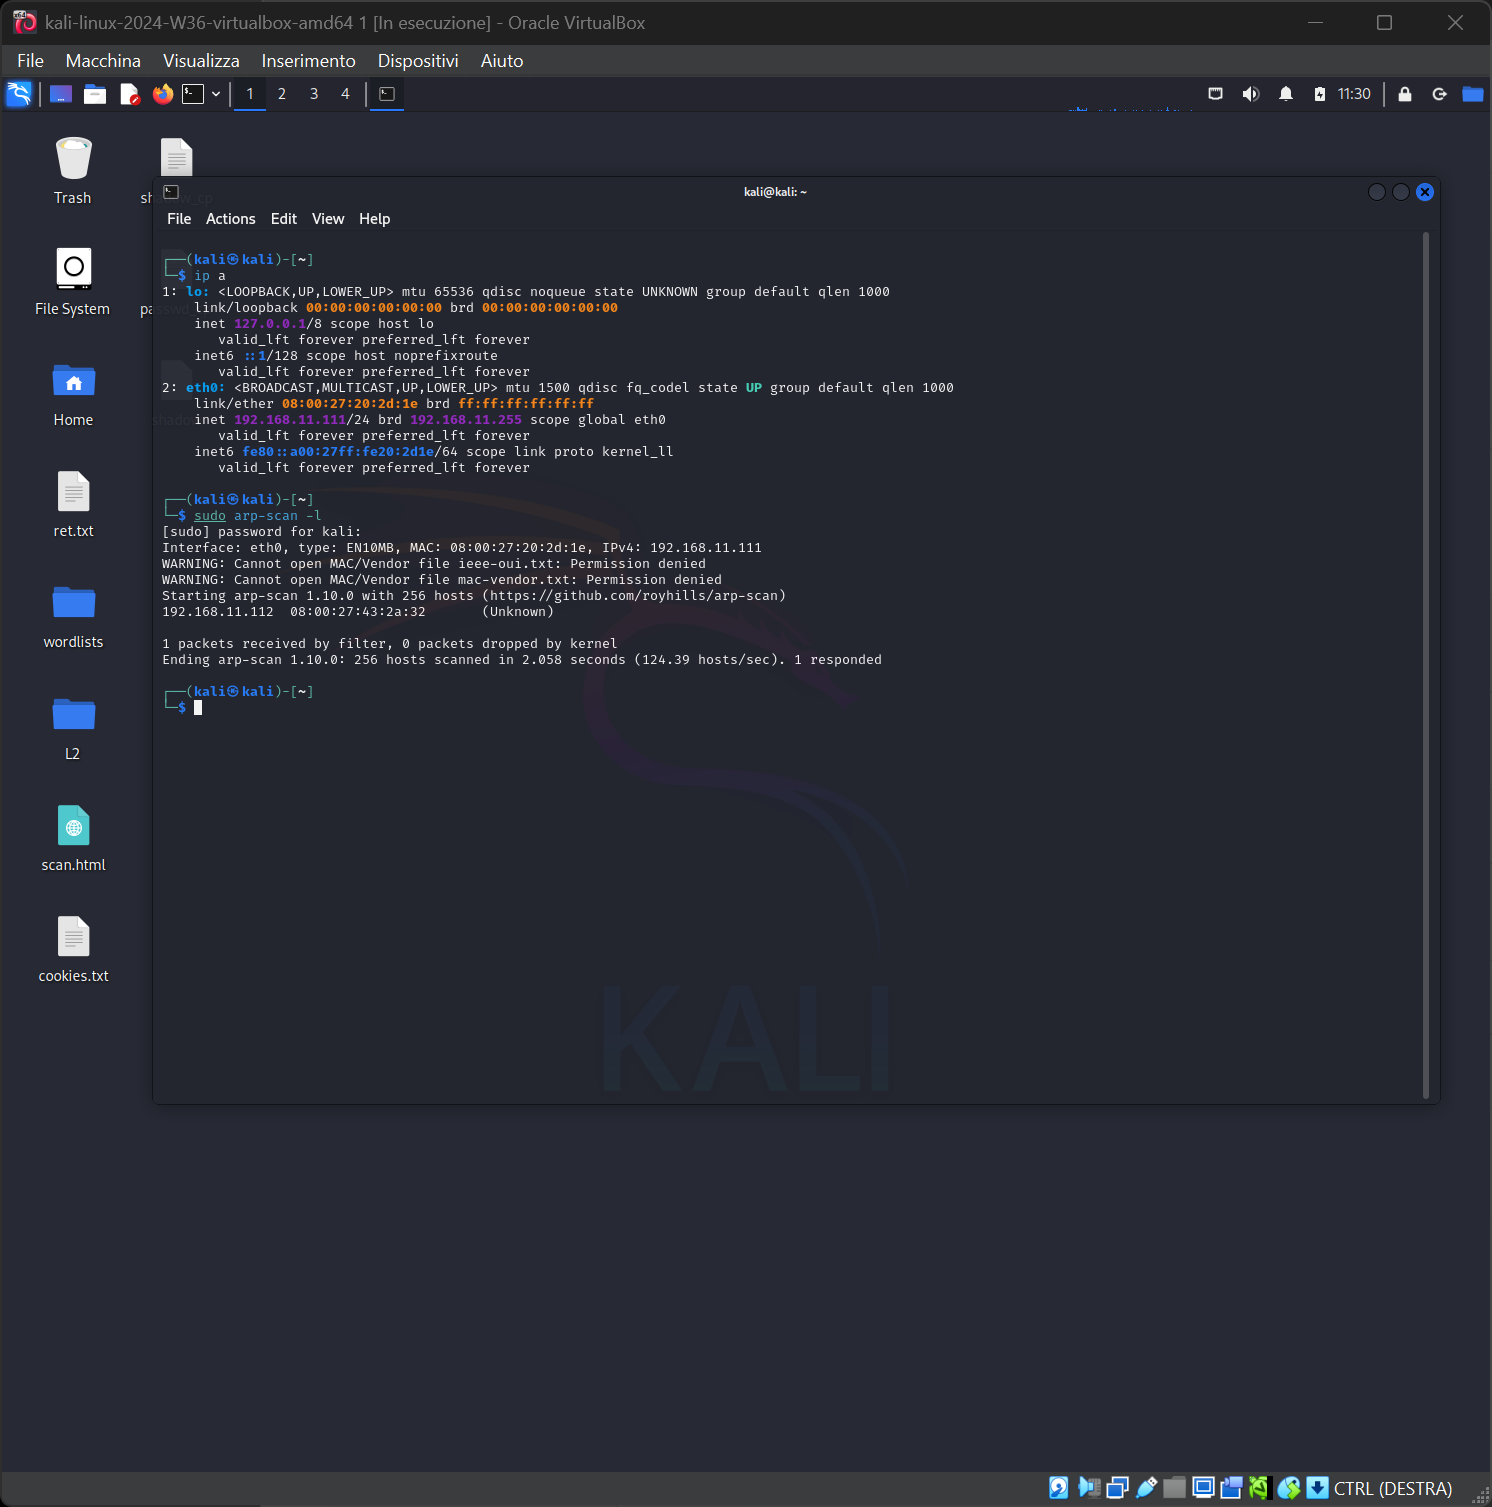 kali-linux-2024-W36-virtualbox-amd64 1 [In esecuzione] - Oracle VirtualBox
File Macchina Visualizza Inserimento Dispositivi Aiuto
1 2 3 4 11:30
Trash
File System
Home
ret.txt
wordlists
L2
scan.html
cookies.txt
kali@kali: ~
File Actions Edit View Help
┌──(kali㉿kali)-[~]
└─$ ip a
1: lo: <LOOPBACK,UP,LOWER_UP> mtu 65536 qdisc noqueue state UNKNOWN group default qlen 1000
link/loopback 00:00:00:00:00:00 brd 00:00:00:00:00:00
inet 127.0.0.1/8 scope host lo
valid_lft forever preferred_lft forever
inet6 ::1/128 scope host noprefixroute
valid_lft forever preferred_lft forever
2: eth0: <BROADCAST,MULTICAST,UP,LOWER_UP> mtu 1500 qdisc fq_codel state UP group default qlen 1000
link/ether 08:00:27:20:2d:1e brd ff:ff:ff:ff:ff:ff
inet 192.168.11.111/24 brd 192.168.11.255 scope global eth0
valid_lft forever preferred_lft forever
inet6 fe80::a00:27ff:fe20:2d1e/64 scope link proto kernel_ll
valid_lft forever preferred_lft forever
┌──(kali㉿kali)-[~]
└─$ sudo arp-scan -l
[sudo] password for kali:
Interface: eth0, type: EN10MB, MAC: 08:00:27:20:2d:1e, IPv4: 192.168.11.111
WARNING: Cannot open MAC/Vendor file ieee-oui.txt: Permission denied
WARNING: Cannot open MAC/Vendor file mac-vendor.txt: Permission denied
Starting arp-scan 1.10.0 with 256 hosts (https://github.com/royhills/arp-scan)
192.168.11.112 08:00:27:43:2a:32 (Unknown)
1 packets received by filter, 0 packets dropped by kernel
Ending arp-scan 1.10.0: 256 hosts scanned in 2.058 seconds (124.39 hosts/sec). 1 responded
┌──(kali㉿kali)-[~]
└─$
KALI
CTRL (DESTRA)